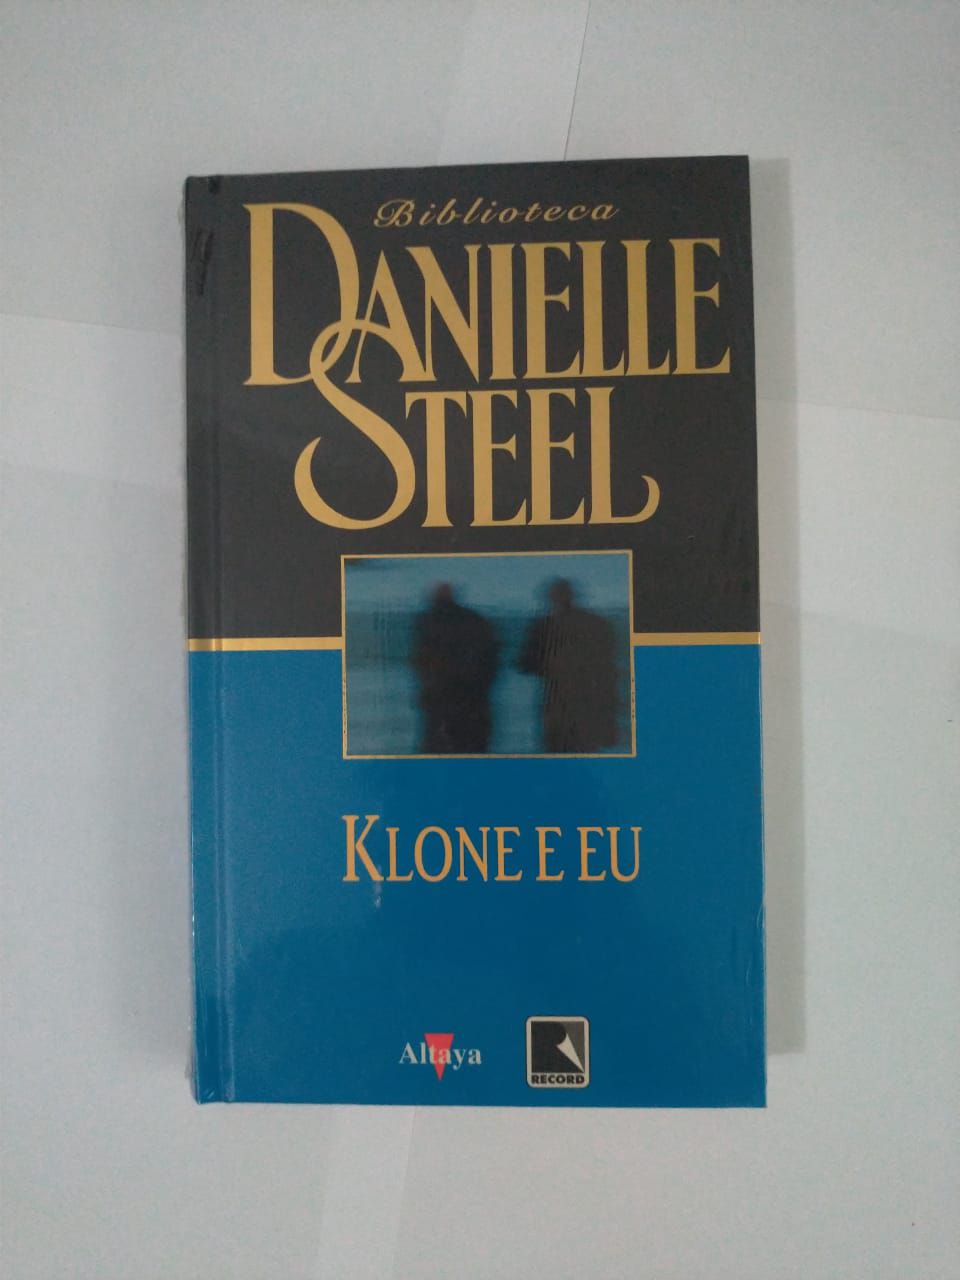 Biblioteca
DANIELLE
STEEL
KLONE E EU
Altaya
RECORD